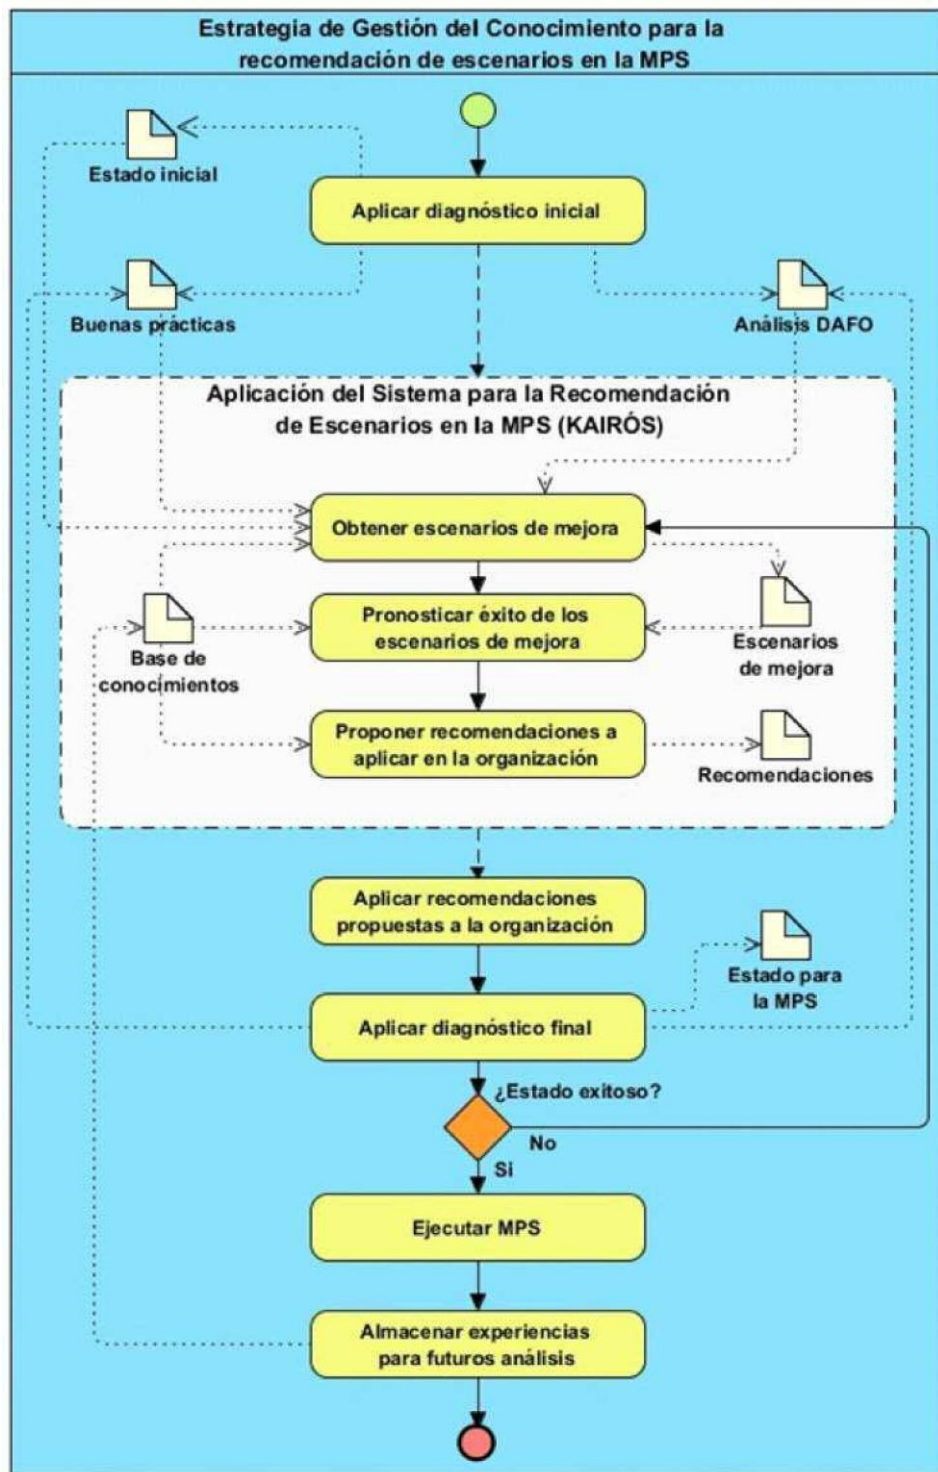 Estrategia de Gestión del Conocimiento para la
recomendación de escenarios en la MPS
Estado inicial
Aplicar diagnóstico inicial
Buenas prácticas
Análisis DAFO
Aplicación del Sistema para la Recomendación
de Escenarios en la MPS (KAIRÓS)
Obtener escenarios de mejora
Pronosticar éxito de los
escenarios de mejora
Base de
conocimientos
Escenarios
de mejora
Proponer recomendaciones a
aplicar en la organización
Recomendaciones
Aplicar recomendaciones
propuestas a la organización
Estado para
la MPS
Aplicar diagnóstico final
¿Estado exitoso?
No
Si
Ejecutar MPS
Almacenar experiencias
para futuros análisis